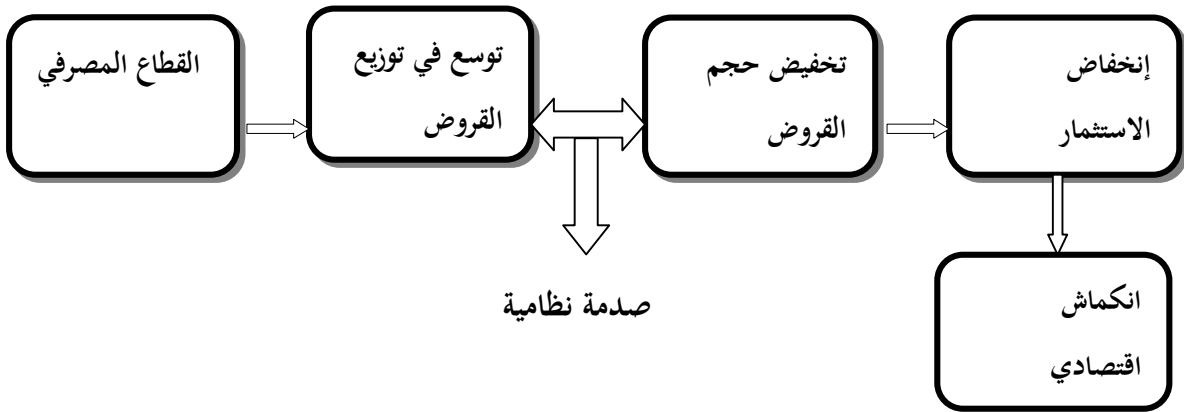 القطاع المصرفي
توسع في توزيع
القروض
تخفيض حجم
القروض
إنخفاض
الاستثمار
صدمة نظامية
انكماش
اقتصادي